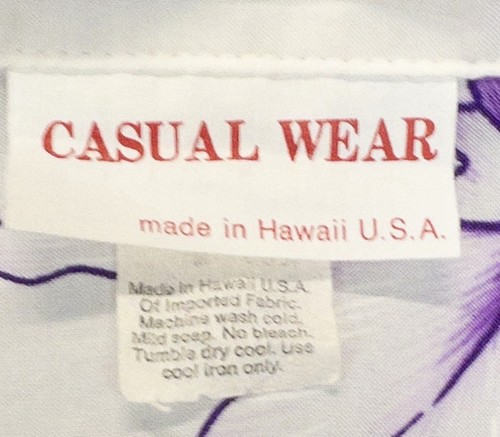 CASUAL WEAR
made in Hawaii U.S.A.
Made in Hawaii U.S.A.
Of Imported Fabric.
Machine wash cold.
Mild soap. No bleach.
Tumble dry cool. Use
cool iron only.